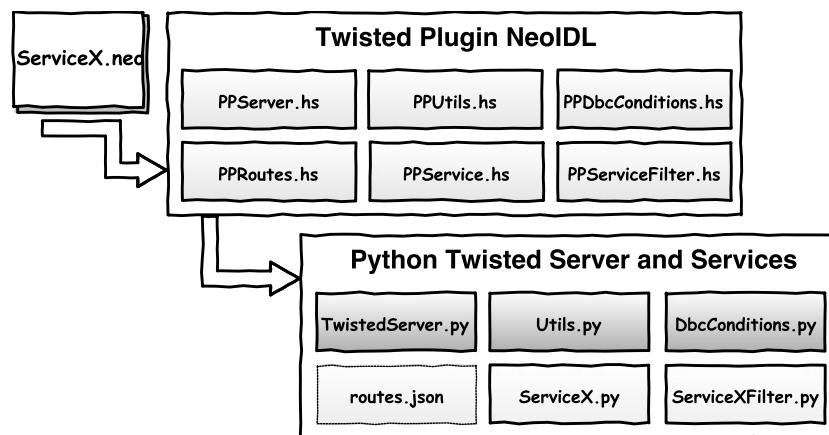 ServiceX.neo
Twisted Plugin NeoIDL
PPServer.hs
PPUtils.hs
PPDbcConditions.hs
PPRoutes.hs
PPService.hs
PPServiceFilter.hs
Python Twisted Server and Services
TwistedServer.py
Utils.py
DbcConditions.py
routes.json
ServiceX.py
ServiceXFilter.py